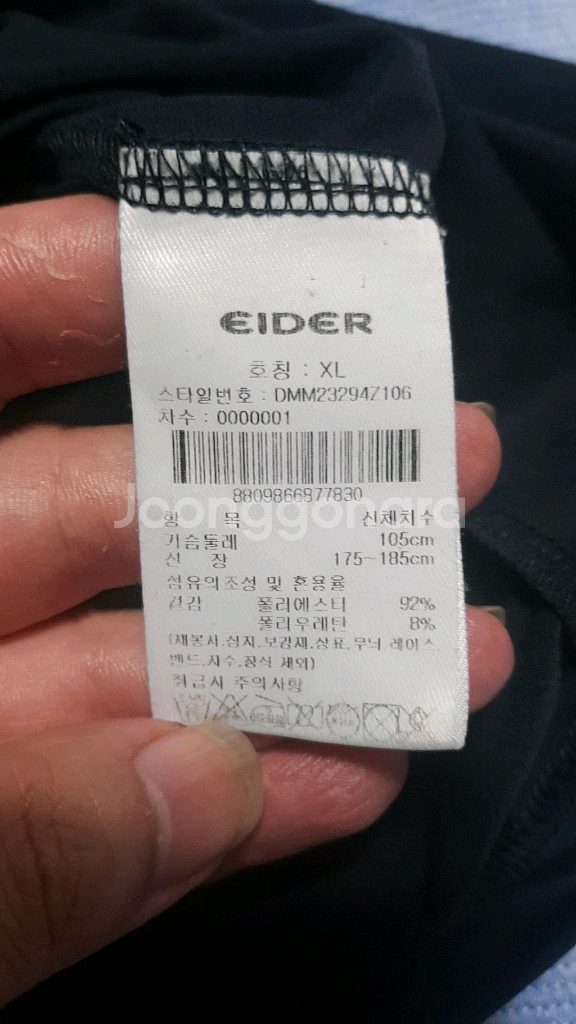 EIDER
호칭 : XL
스타일번호 : DMM23294Z106
차수 : 0000001
8809866877830
Joonggonara
항 목 신체치수
가슴둘레 105cm
신 장 175~185cm
섬유의조성 및 혼용율
겉감 폴리에스터 92%
폴리우레탄 8%
(재봉사.심지.보강재.상표.무늬 레이스
밴드.자수.장식 제외)
취급시 주의사항